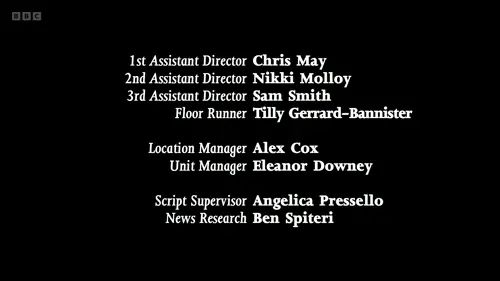 BBC
1st Assistant Director Chris May
2nd Assistant Director Nikki Molloy
3rd Assistant Director Sam Smith
Floor Runner Tilly Gerrard-Bannister
Location Manager Alex Cox
Unit Manager Eleanor Downey
Script Supervisor Angelica Pressello
News Research Ben Spiteri